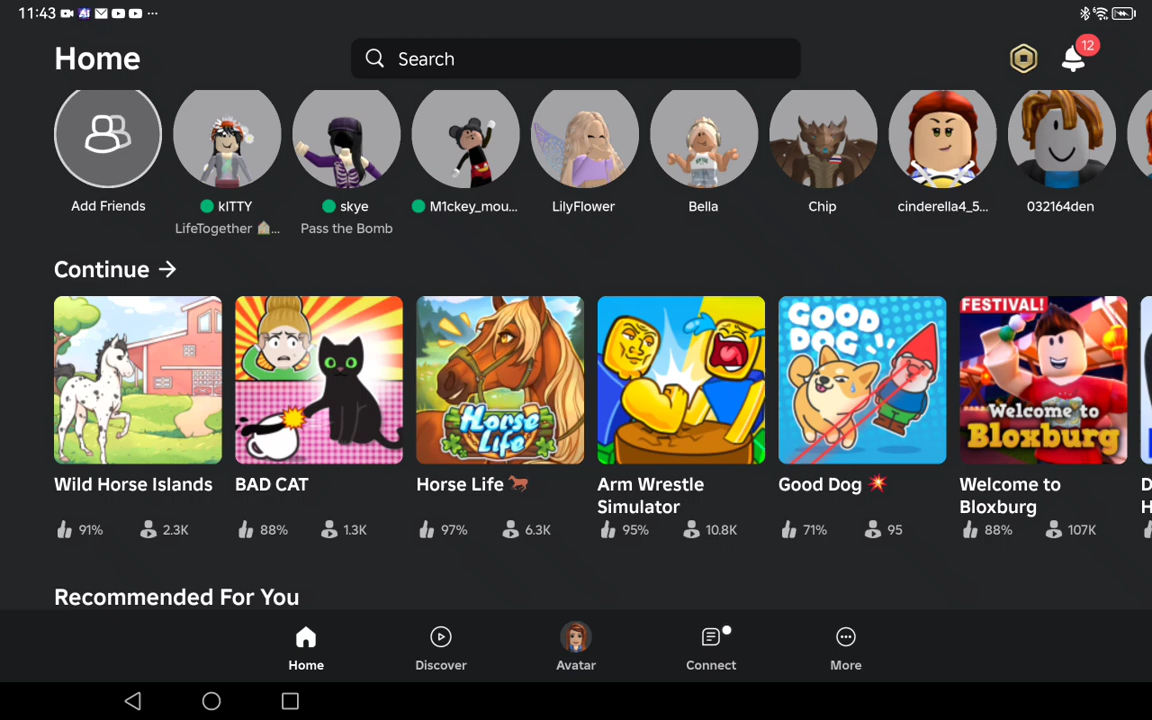 11:43
Home
Search
12
Add Friends
kITTY
skye
M1ckey_mou...
LilyFlower
Bella
Chip
cinderella4_5...
032164den
LifeTogether 🏠...
Pass the Bomb
Continue →
GOOD DOG
FESTIVAL!
Horse Life
Welcome to Bloxburg
Wild Horse Islands
BAD CAT
Horse Life 🐎
Arm Wrestle
Simulator
Good Dog 💥
Welcome to
Bloxburg
91%
2.3K
88%
1.3K
97%
6.3K
95%
10.8K
71%
95
88%
107K
Recommended For You
Home
Discover
Avatar
Connect
More